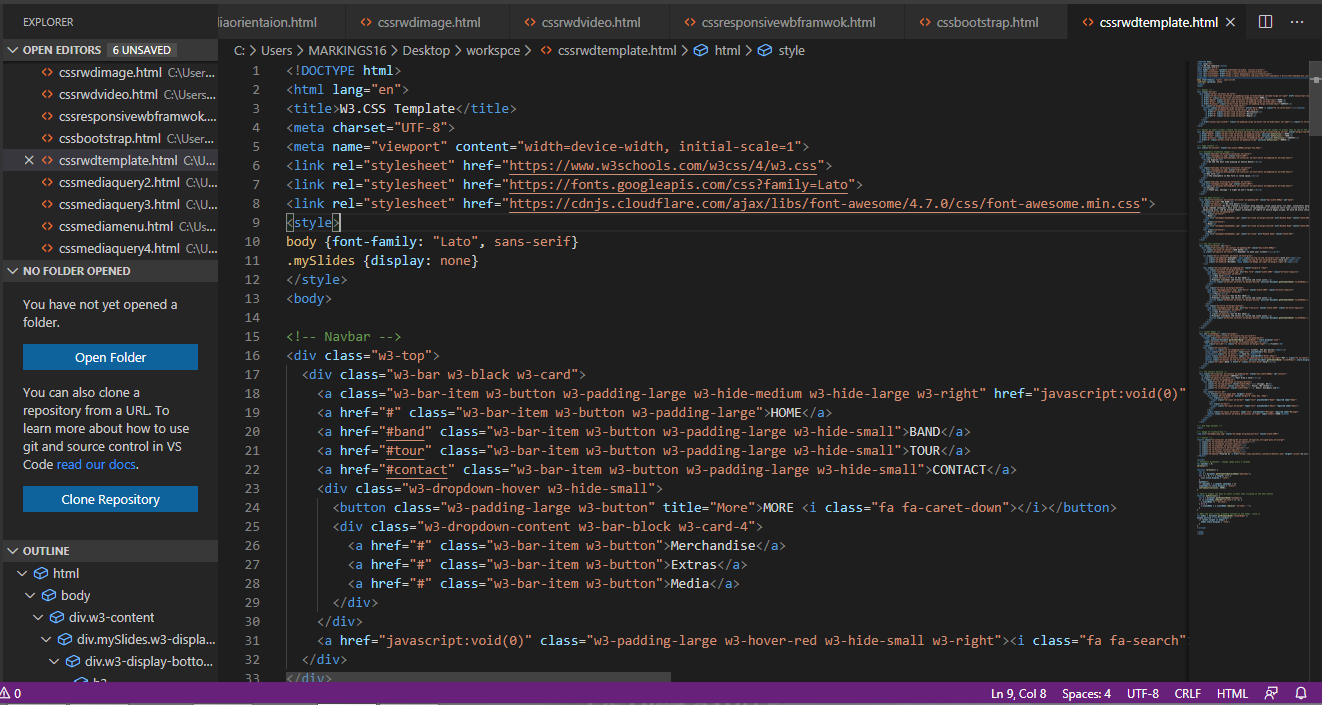 EXPLORER
OPEN EDITORS 6 UNSAVED
cssrwdimage.html C:\User...
cssrwdvideo.html C:\Users...
cssresponsivewbframwok....
cssbootstrap.html C:\User...
cssrwdtemplate.html C:\U...
cssmediaquery2.html C:\U...
cssmediaquery3.html C:\U...
cssmediamenu.html C:\Us...
cssmediaquery4.html C:\U...
NO FOLDER OPENED
You have not yet opened a
folder.
Open Folder
You can also clone a
repository from a URL. To
learn more about how to use
git and source control in VS
Code read our docs.
Clone Repository
OUTLINE
html
body
div.w3-content
div.mySlides.w3-displa...
div.w3-display-botto...
liaorientaion.html
cssrwdimage.html
cssrwdvideo.html
cssresponsivewbframwok.html
cssbootstrap.html
cssrwdtemplate.html
C: > Users > MARKINGS16 > Desktop > workspce > cssrwdtemplate.html > html > style
1 <!DOCTYPE html>
2 <html lang="en">
3 <title>W3.CSS Template</title>
4 <meta charset="UTF-8">
5 <meta name="viewport" content="width=device-width, initial-scale=1">
6 <link rel="stylesheet" href="https://www.w3schools.com/w3css/4/w3.css">
7 <link rel="stylesheet" href="https://fonts.googleapis.com/css?family=Lato">
8 <link rel="stylesheet" href="https://cdnjs.cloudflare.com/ajax/libs/font-awesome/4.7.0/css/font-awesome.min.css">
9 <style>
10 body {font-family: "Lato", sans-serif}
11 .mySlides {display: none}
12 </style>
13 <body>
14
15 <!-- Navbar -->
16 <div class="w3-top">
17 <div class="w3-bar w3-black w3-card">
18 <a class="w3-bar-item w3-button w3-padding-large w3-hide-medium w3-hide-large w3-right" href="javascript:void(0)"
19 <a href="#" class="w3-bar-item w3-button w3-padding-large">HOME</a>
20 <a href="#band" class="w3-bar-item w3-button w3-padding-large w3-hide-small">BAND</a>
21 <a href="#tour" class="w3-bar-item w3-button w3-padding-large w3-hide-small">TOUR</a>
22 <a href="#contact" class="w3-bar-item w3-button w3-padding-large w3-hide-small">CONTACT</a>
23 <div class="w3-dropdown-hover w3-hide-small">
24 <button class="w3-padding-large w3-button" title="More">MORE <i class="fa fa-caret-down"></i></button>
25 <div class="w3-dropdown-content w3-bar-block w3-card-4">
26 <a href="#" class="w3-bar-item w3-button">Merchandise</a>
27 <a href="#" class="w3-bar-item w3-button">Extras</a>
28 <a href="#" class="w3-bar-item w3-button">Media</a>
29 </div>
30 </div>
31 <a href="javascript:void(0)" class="w3-padding-large w3-hover-red w3-hide-small w3-right"><i class="fa fa-search"
32 </div>
33 </div>
0
Ln 9, Col 8 Spaces: 4 UTF-8 CRLF HTML